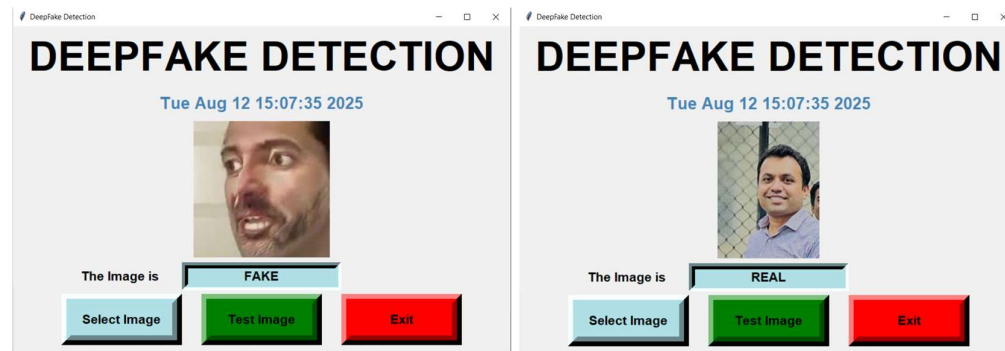 DeepFake Detection
DEEPFAKE DETECTION
Tue Aug 12 15:07:35 2025
The Image is
FAKE
Select Image
Test Image
Exit
DeepFake Detection
DEEPFAKE DETECTION
Tue Aug 12 15:07:35 2025
The Image is
REAL
Select Image
Test Image
Exit